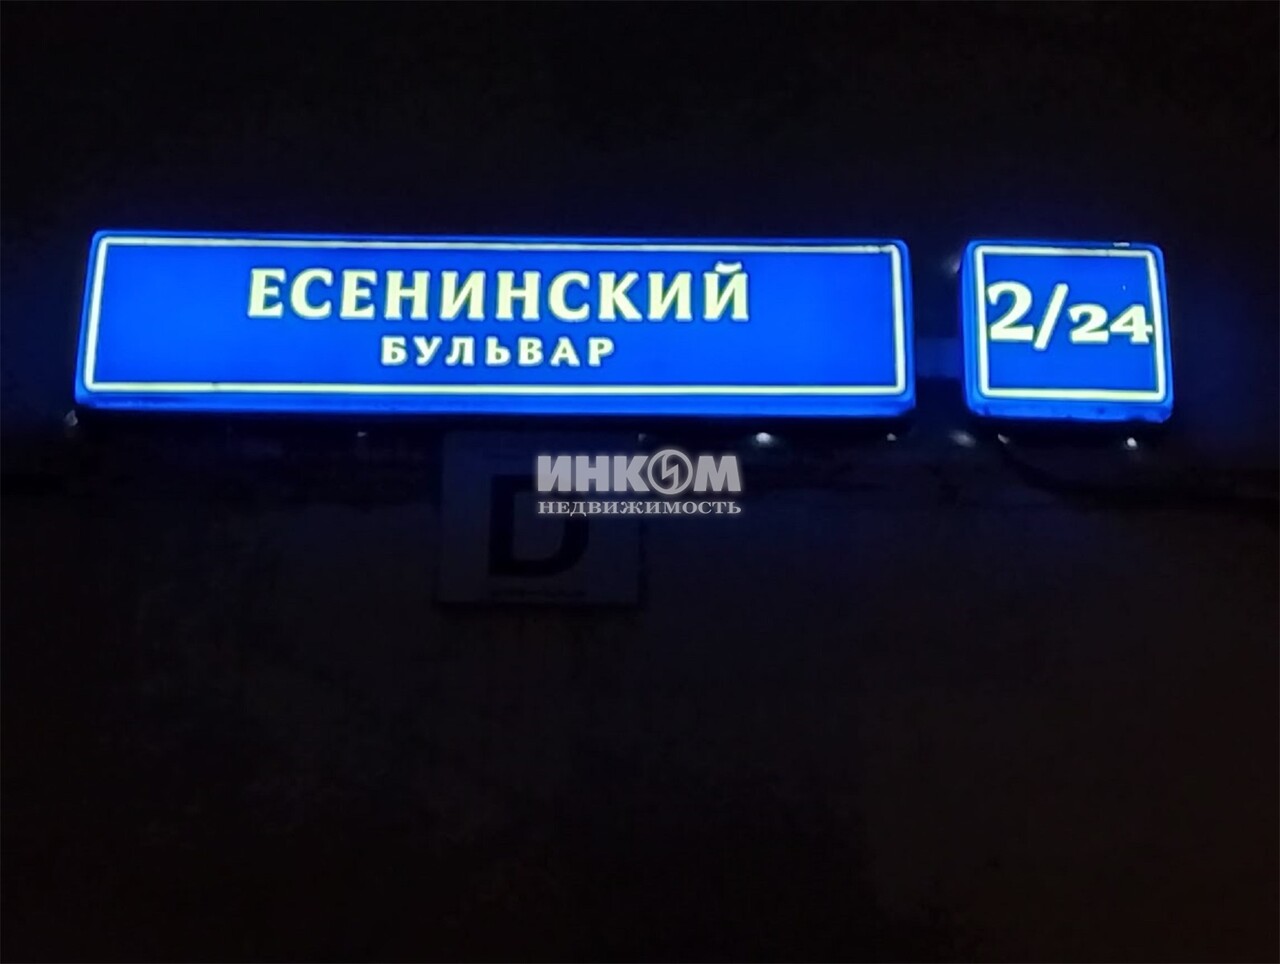 ЕСЕНИНСКИЙ
БУЛЬВАР
2/24
ИНКОМ
НЕДВИЖИМОСТЬ
D